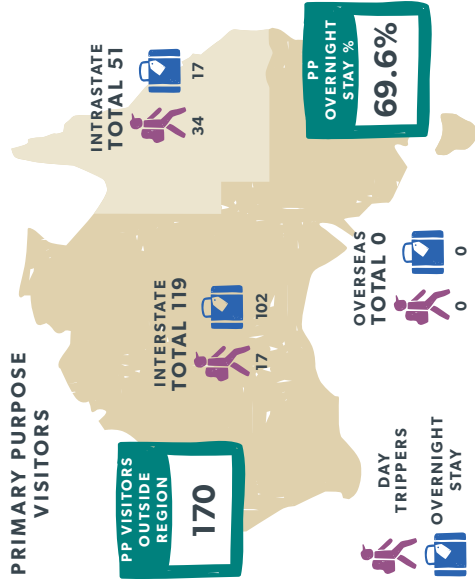 PRIMARY PURPOSE
VISITORS
PP VISITORS
OUTSIDE
REGION
170
INTERSTATE
TOTAL 119
17
102
INTRASTATE
TOTAL 51
34
17
DAY
TRIPPERS
OVERNIGHT
STAY
OVERSEAS
TOTAL 0
0
0
PP
OVERNIGHT
STAY %
69.6%